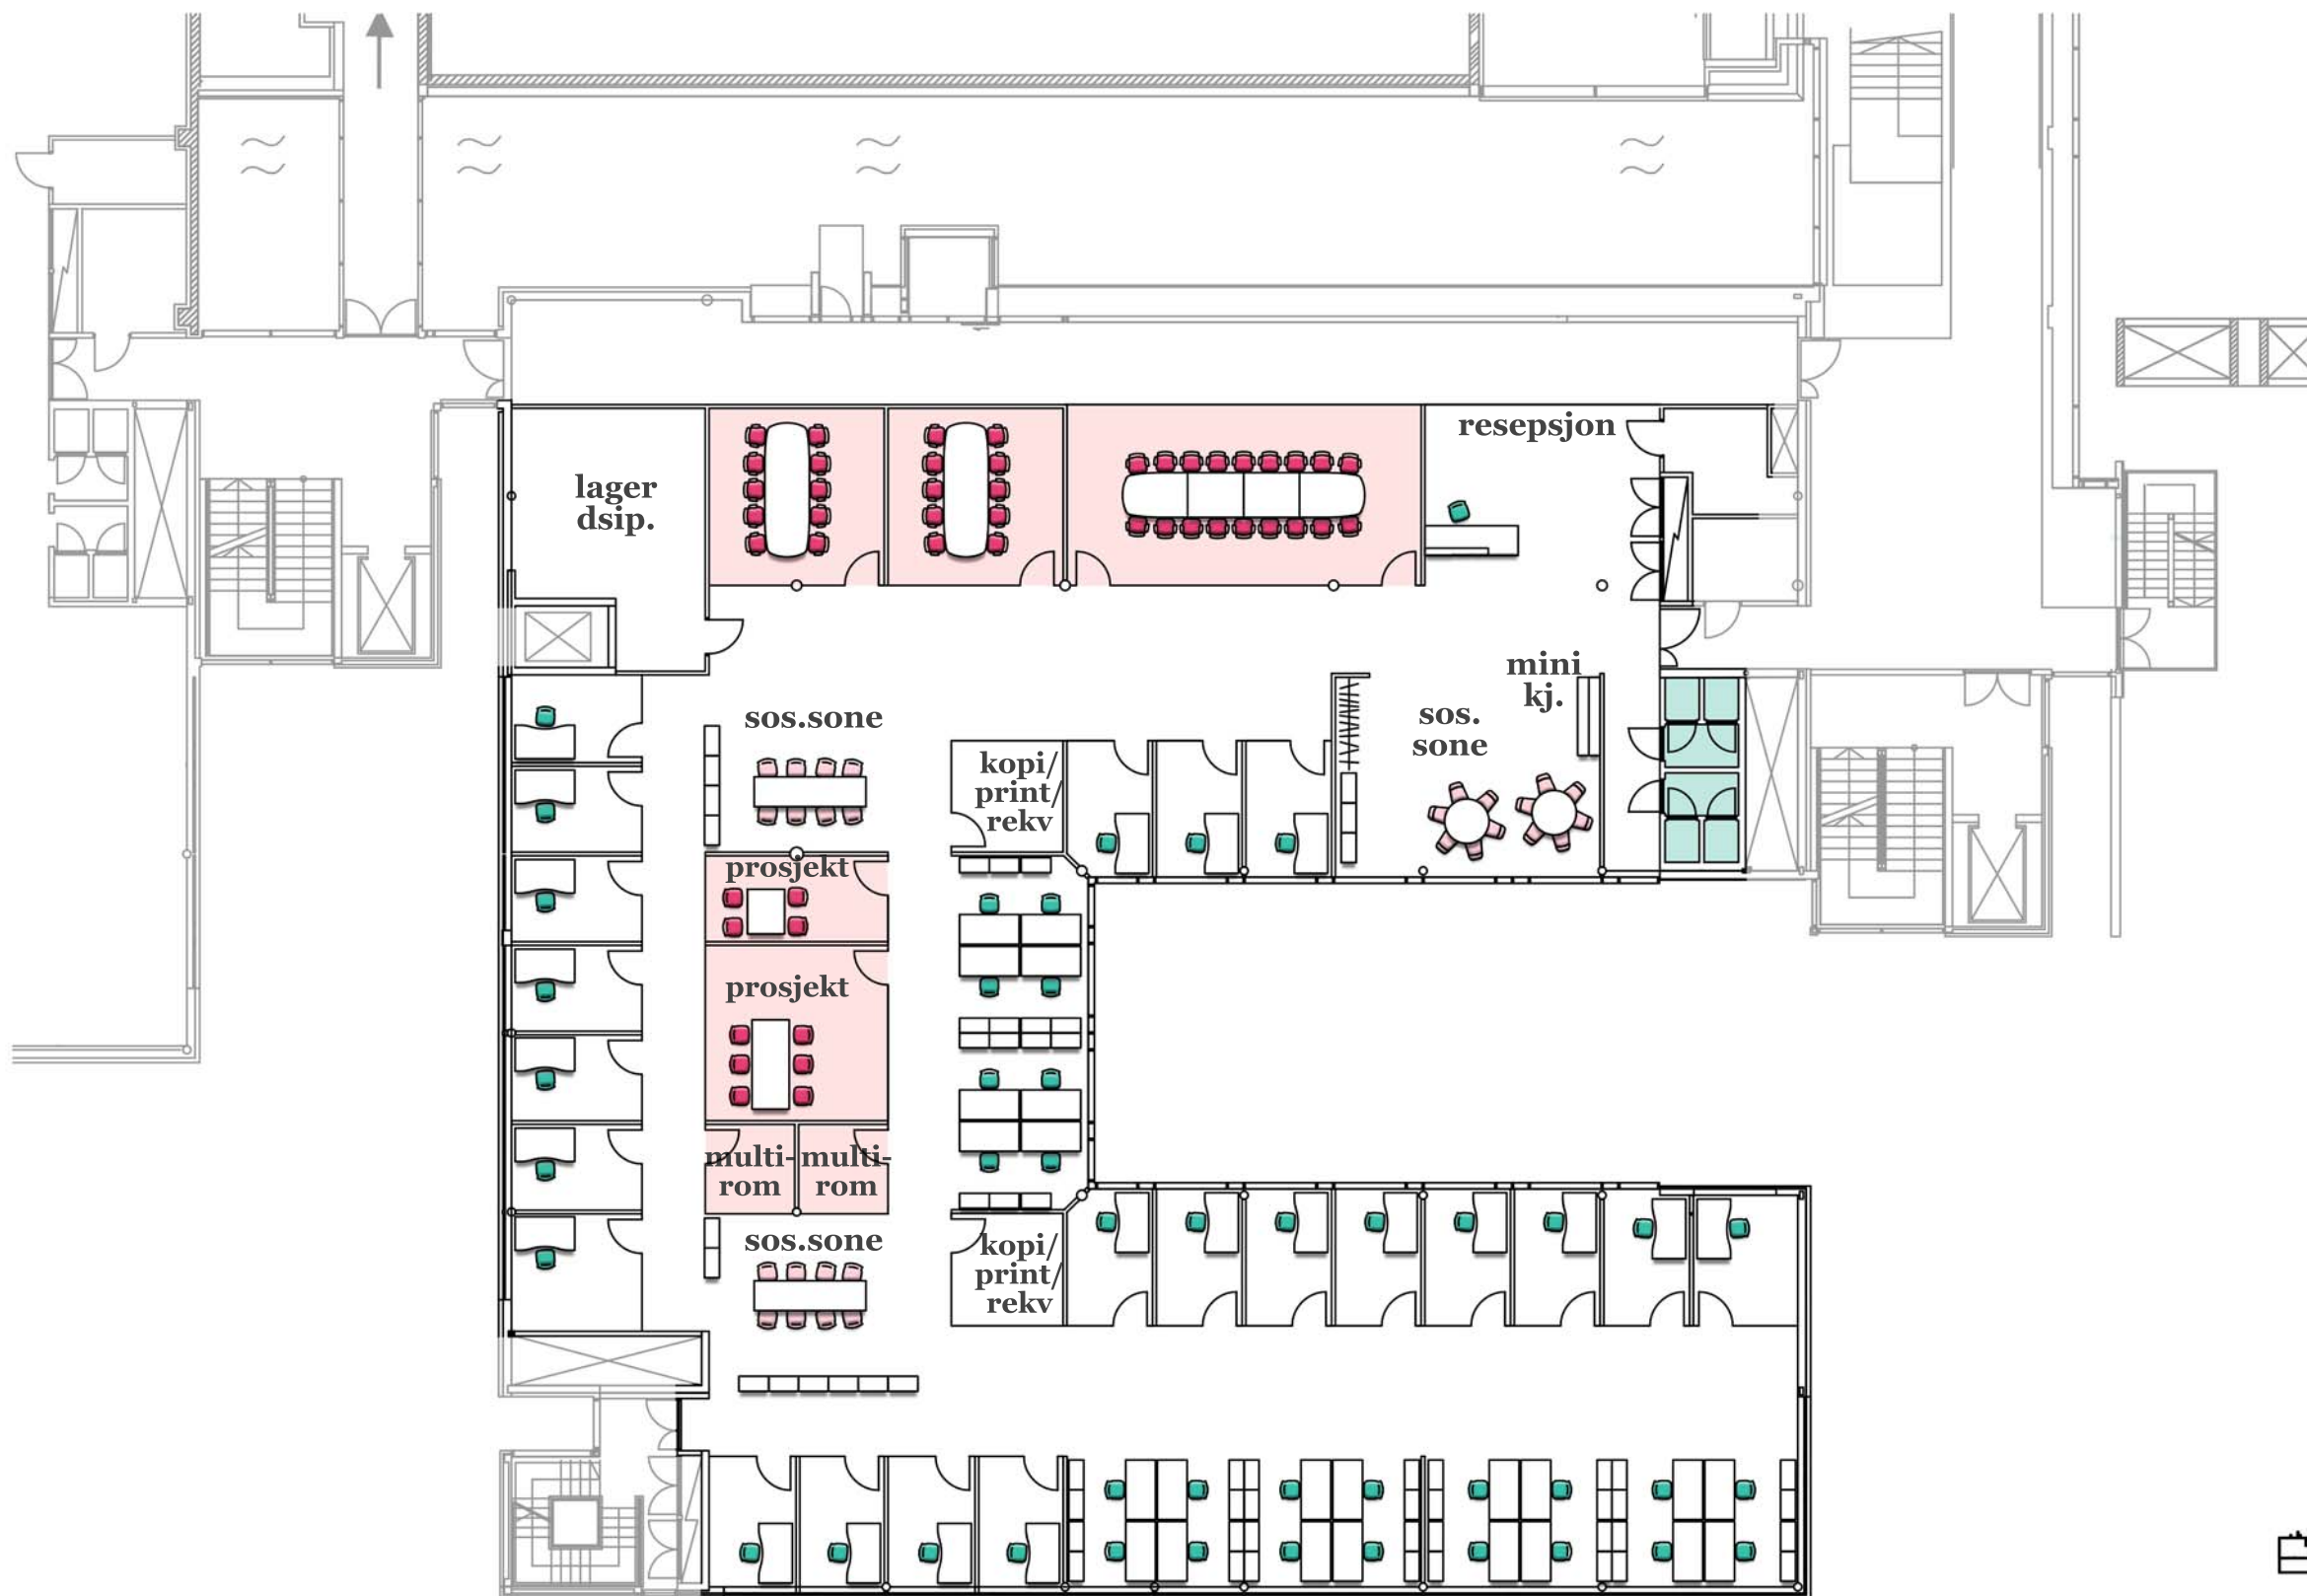 resepsjon
lager
dsip.
mini
kj.
sos.
sone
sos.sone
kopi/
print/
rekv
prosjekt
prosjekt
multi-
rom
multi-
rom
sos.sone
kopi/
print/
rekv